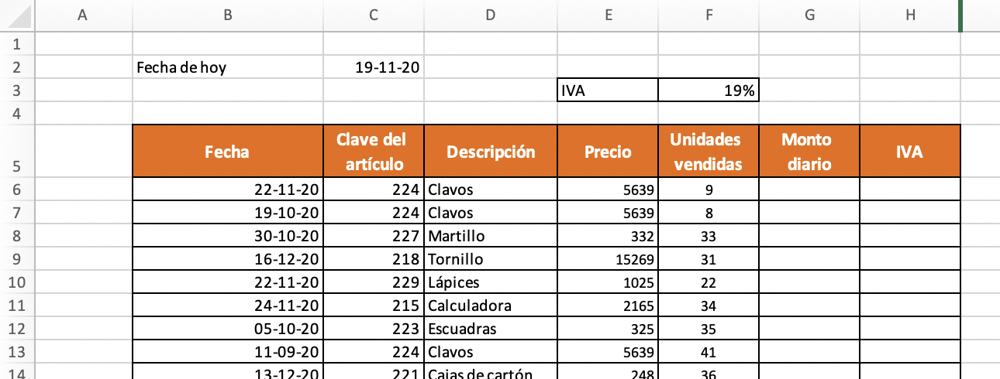 A B C D E F G H
1
2 Fecha de hoy 19-11-20
3 IVA 19%
4
5 Fecha Clave del artículo Descripción Precio Unidades vendidas Monto diario IVA
6 22-11-20 224 Clavos 5639 9
7 19-10-20 224 Clavos 5639 8
8 30-10-20 227 Martillo 332 33
9 16-12-20 218 Tornillo 15269 31
10 22-11-20 229 Lápices 1025 22
11 24-11-20 215 Calculadora 2165 34
12 05-10-20 223 Escuadras 325 35
13 11-09-20 224 Clavos 5639 41
14 13-12-20 221 Cajas de cartón 248 36